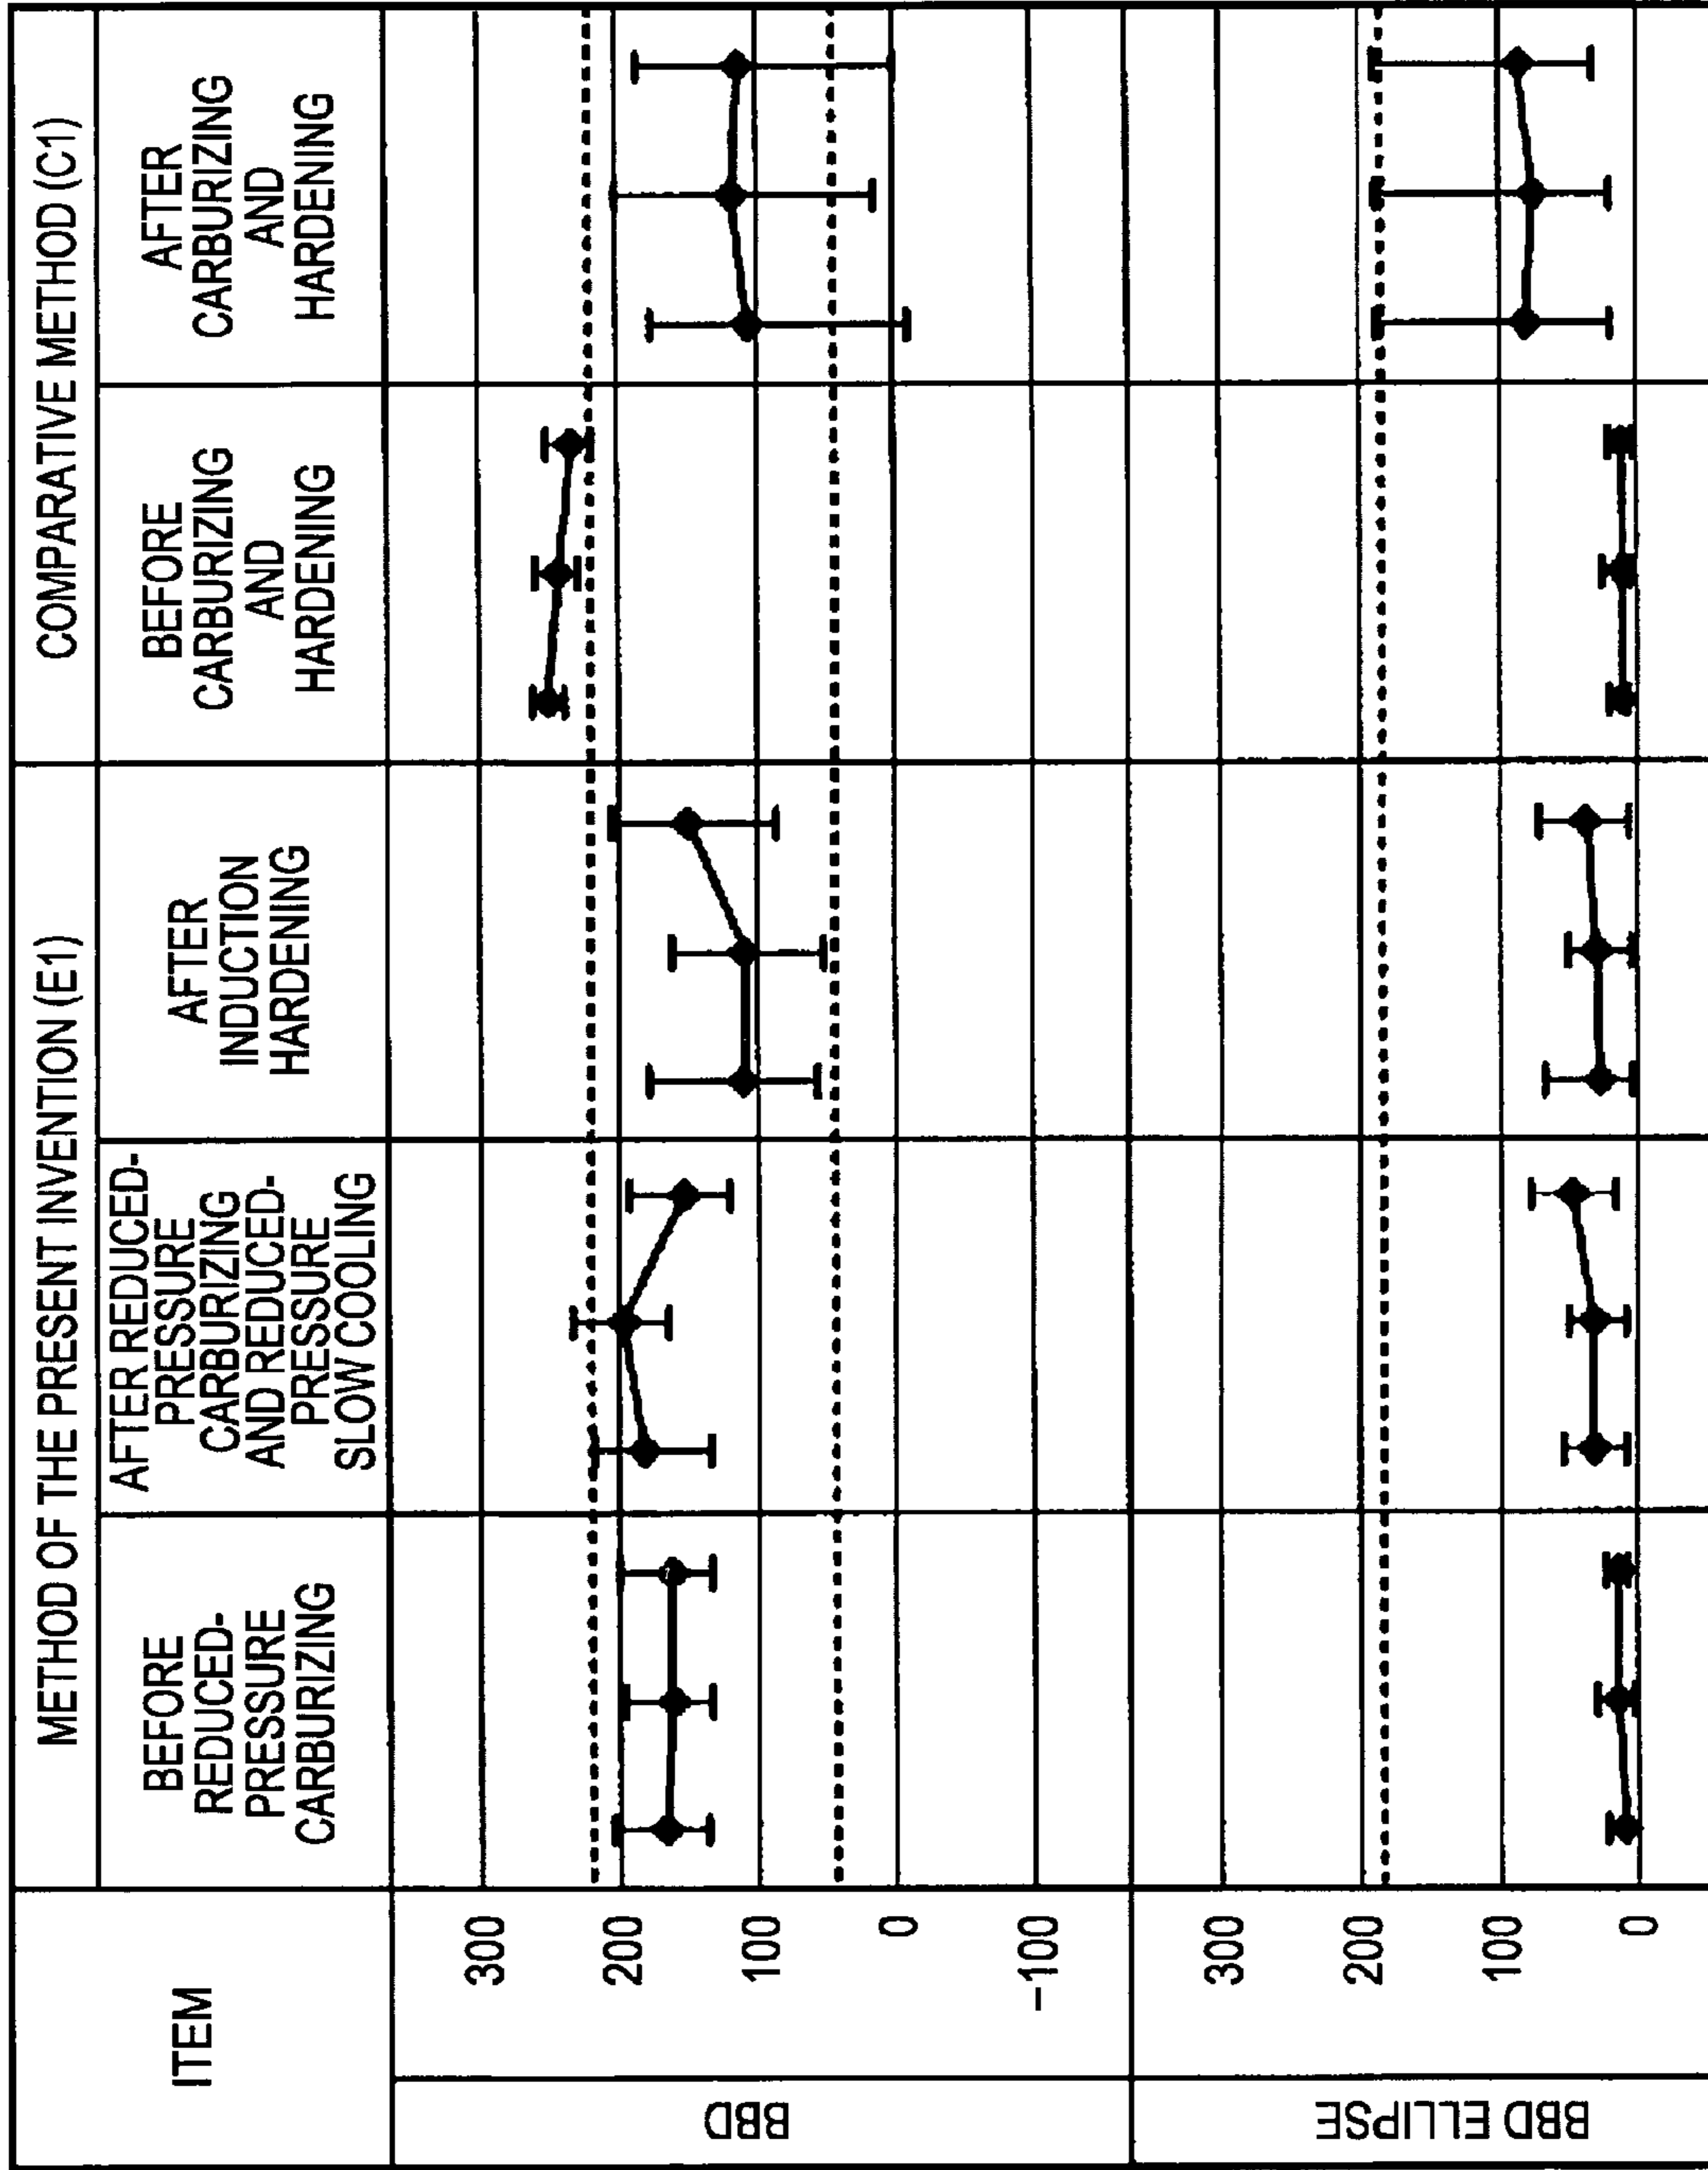 ITEM
METHOD OF THE PRESENT INVENTION (E1)
COMPARATIVE METHOD (C1)
BEFORE
REDUCED-
PRESSURE
CARBURIZING
AFTER REDUCED-
PRESSURE
CARBURIZING
AND REDUCED-
PRESSURE
SLOW COOLING
AFTER
INDUCTION
HARDENING
BEFORE
CARBURIZING
AND
HARDENING
AFTER
CARBURIZING
AND
HARDENING
BBD
300
200
100
0
-100
BBD ELLIPSE
300
200
100
0